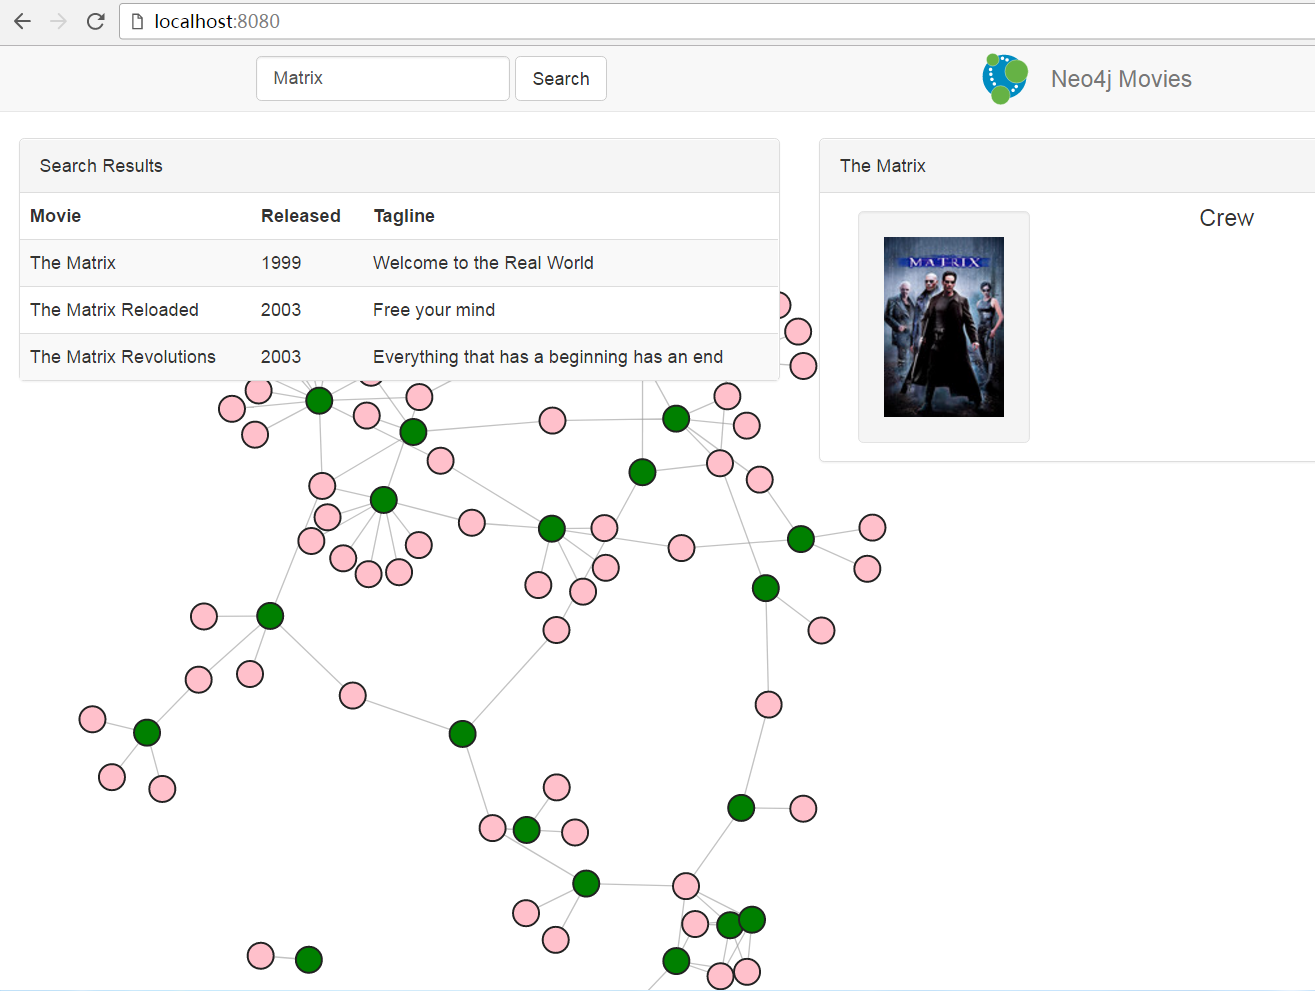 localhost:8080
Matrix Search Neo4j Movies
Search Results
Movie Released Tagline
The Matrix 1999 Welcome to the Real World
The Matrix Reloaded 2003 Free your mind
The Matrix Revolutions 2003 Everything that has a beginning has an end
The Matrix
Crew
MATRIX